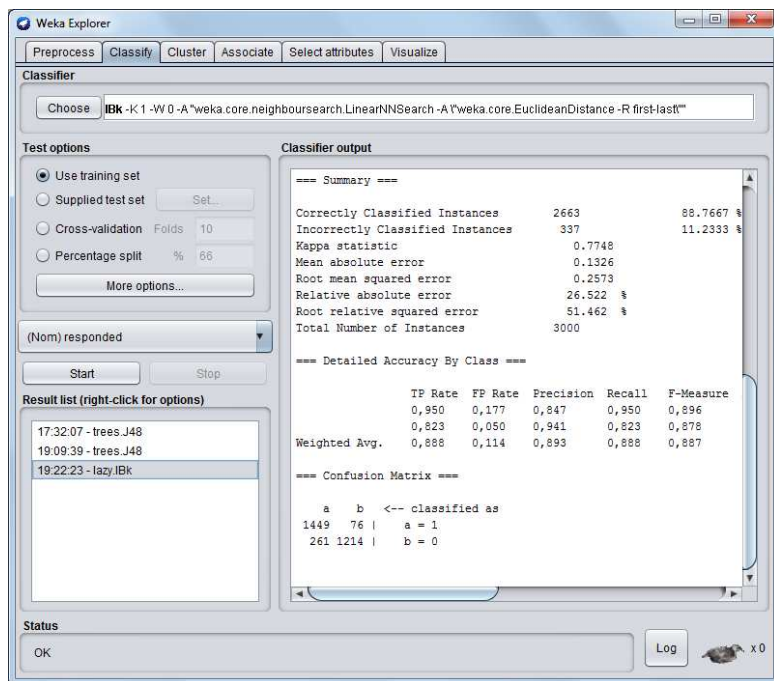 Weka Explorer
Preprocess Classify Cluster Associate Select attributes Visualize
Classifier
Choose IBk -K 1 -W 0 -A "weka.core.neighboursearch.LinearNNSearch -A \"weka.core.EuclideanDistance -R first-last\""
Test options
Use training set
Supplied test set Set...
Cross-validation Folds 10
Percentage split % 66
More options...
(Nom) responded
Start Stop
Result list (right-click for options)
17:32:07 - trees.J48
19:09:39 - trees.J48
19:22:23 - lazy.IBk
Classifier output
=== Summary ===
Correctly Classified Instances 2663 88.7667 %
Incorrectly Classified Instances 337 11.2333 %
Kappa statistic 0.7748
Mean absolute error 0.1326
Root mean squared error 0.2573
Relative absolute error 26.522 %
Root relative squared error 51.462 %
Total Number of Instances 3000
=== Detailed Accuracy By Class ===
TP Rate FP Rate Precision Recall F-Measure
0,950 0,177 0,847 0,950 0,896
0,823 0,050 0,941 0,823 0,878
Weighted Avg. 0,888 0,114 0,893 0,888 0,887
=== Confusion Matrix ===
a b <-- classified as
1449 76 | a = 1
261 1214 | b = 0
Status
OK
Log
x 0